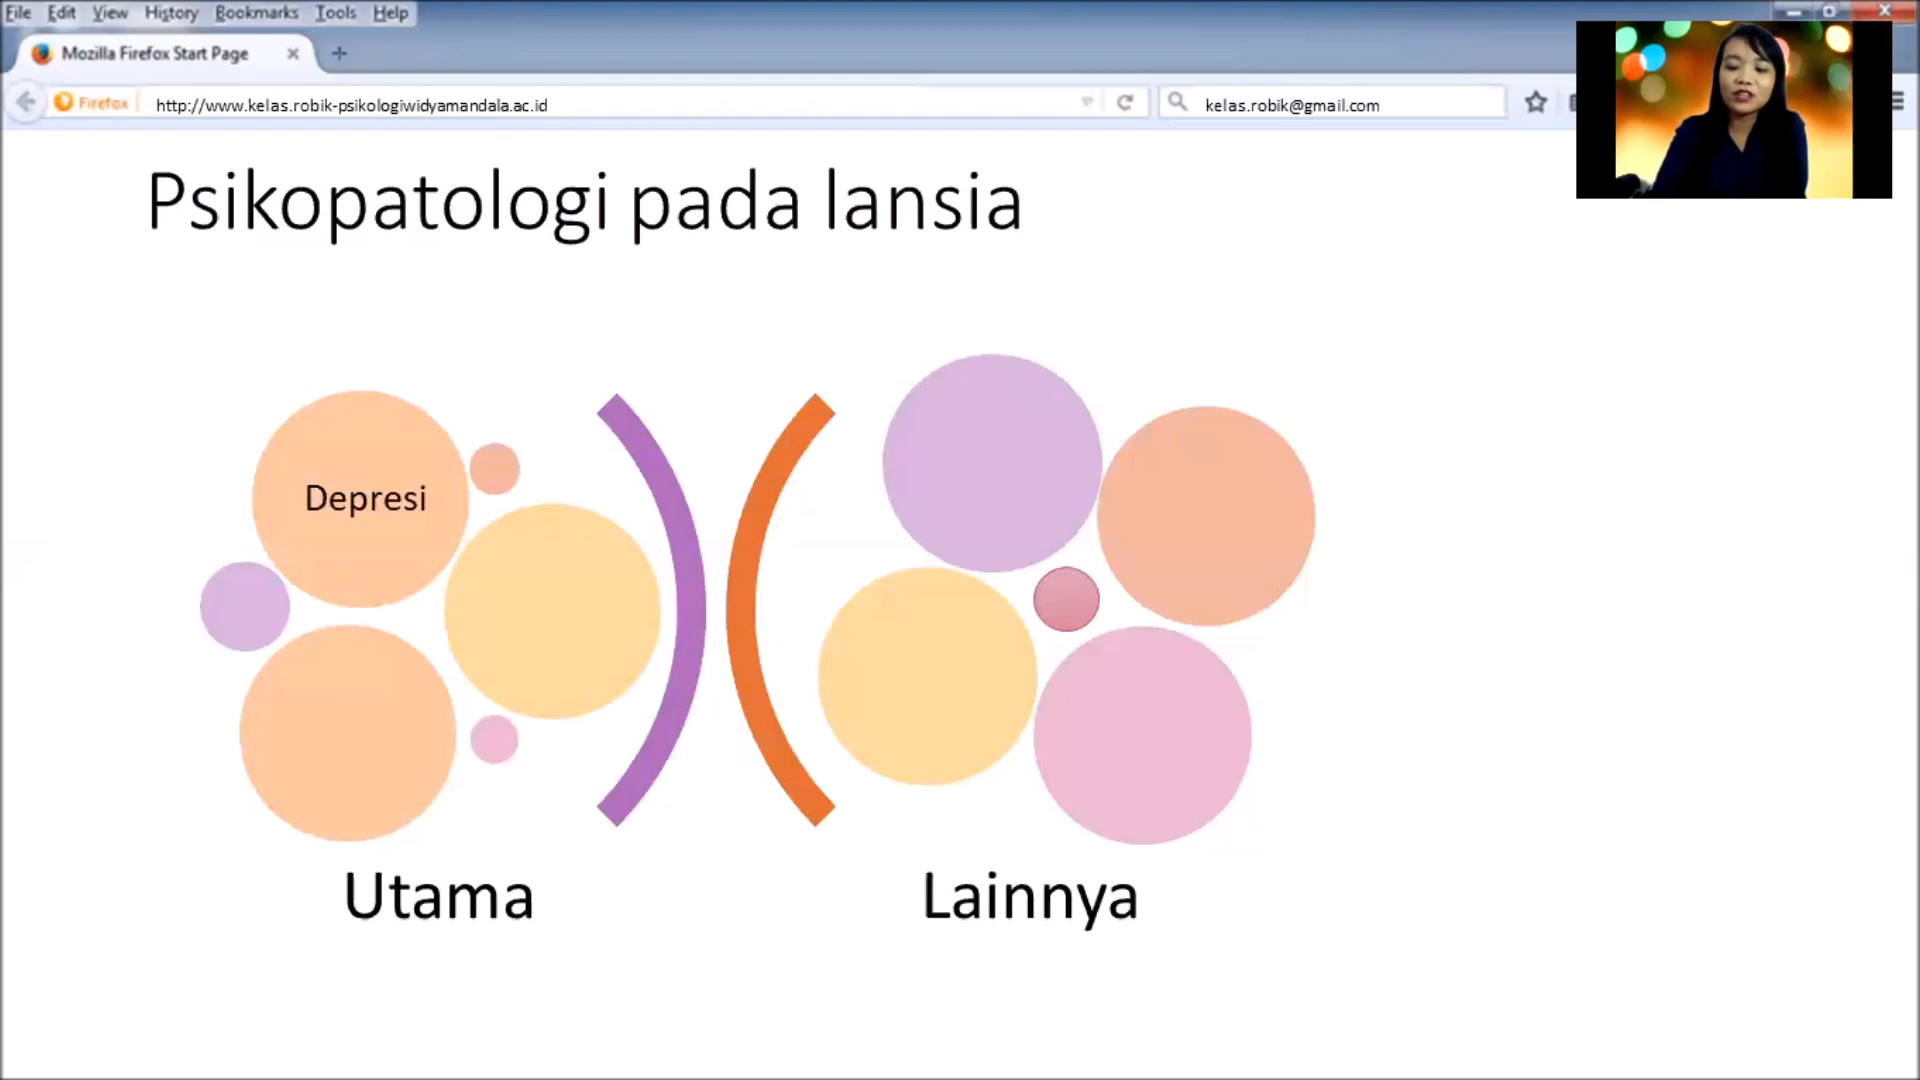 File Edit View History Bookmarks Tools Help
Mozilla Firefox Start Page
Firefox http://www.kelas.robik-psikologiwidyamandala.ac.id kelas.robik@gmail.com
Psikopatologi pada lansia
Depresi
Utama
Lainnya